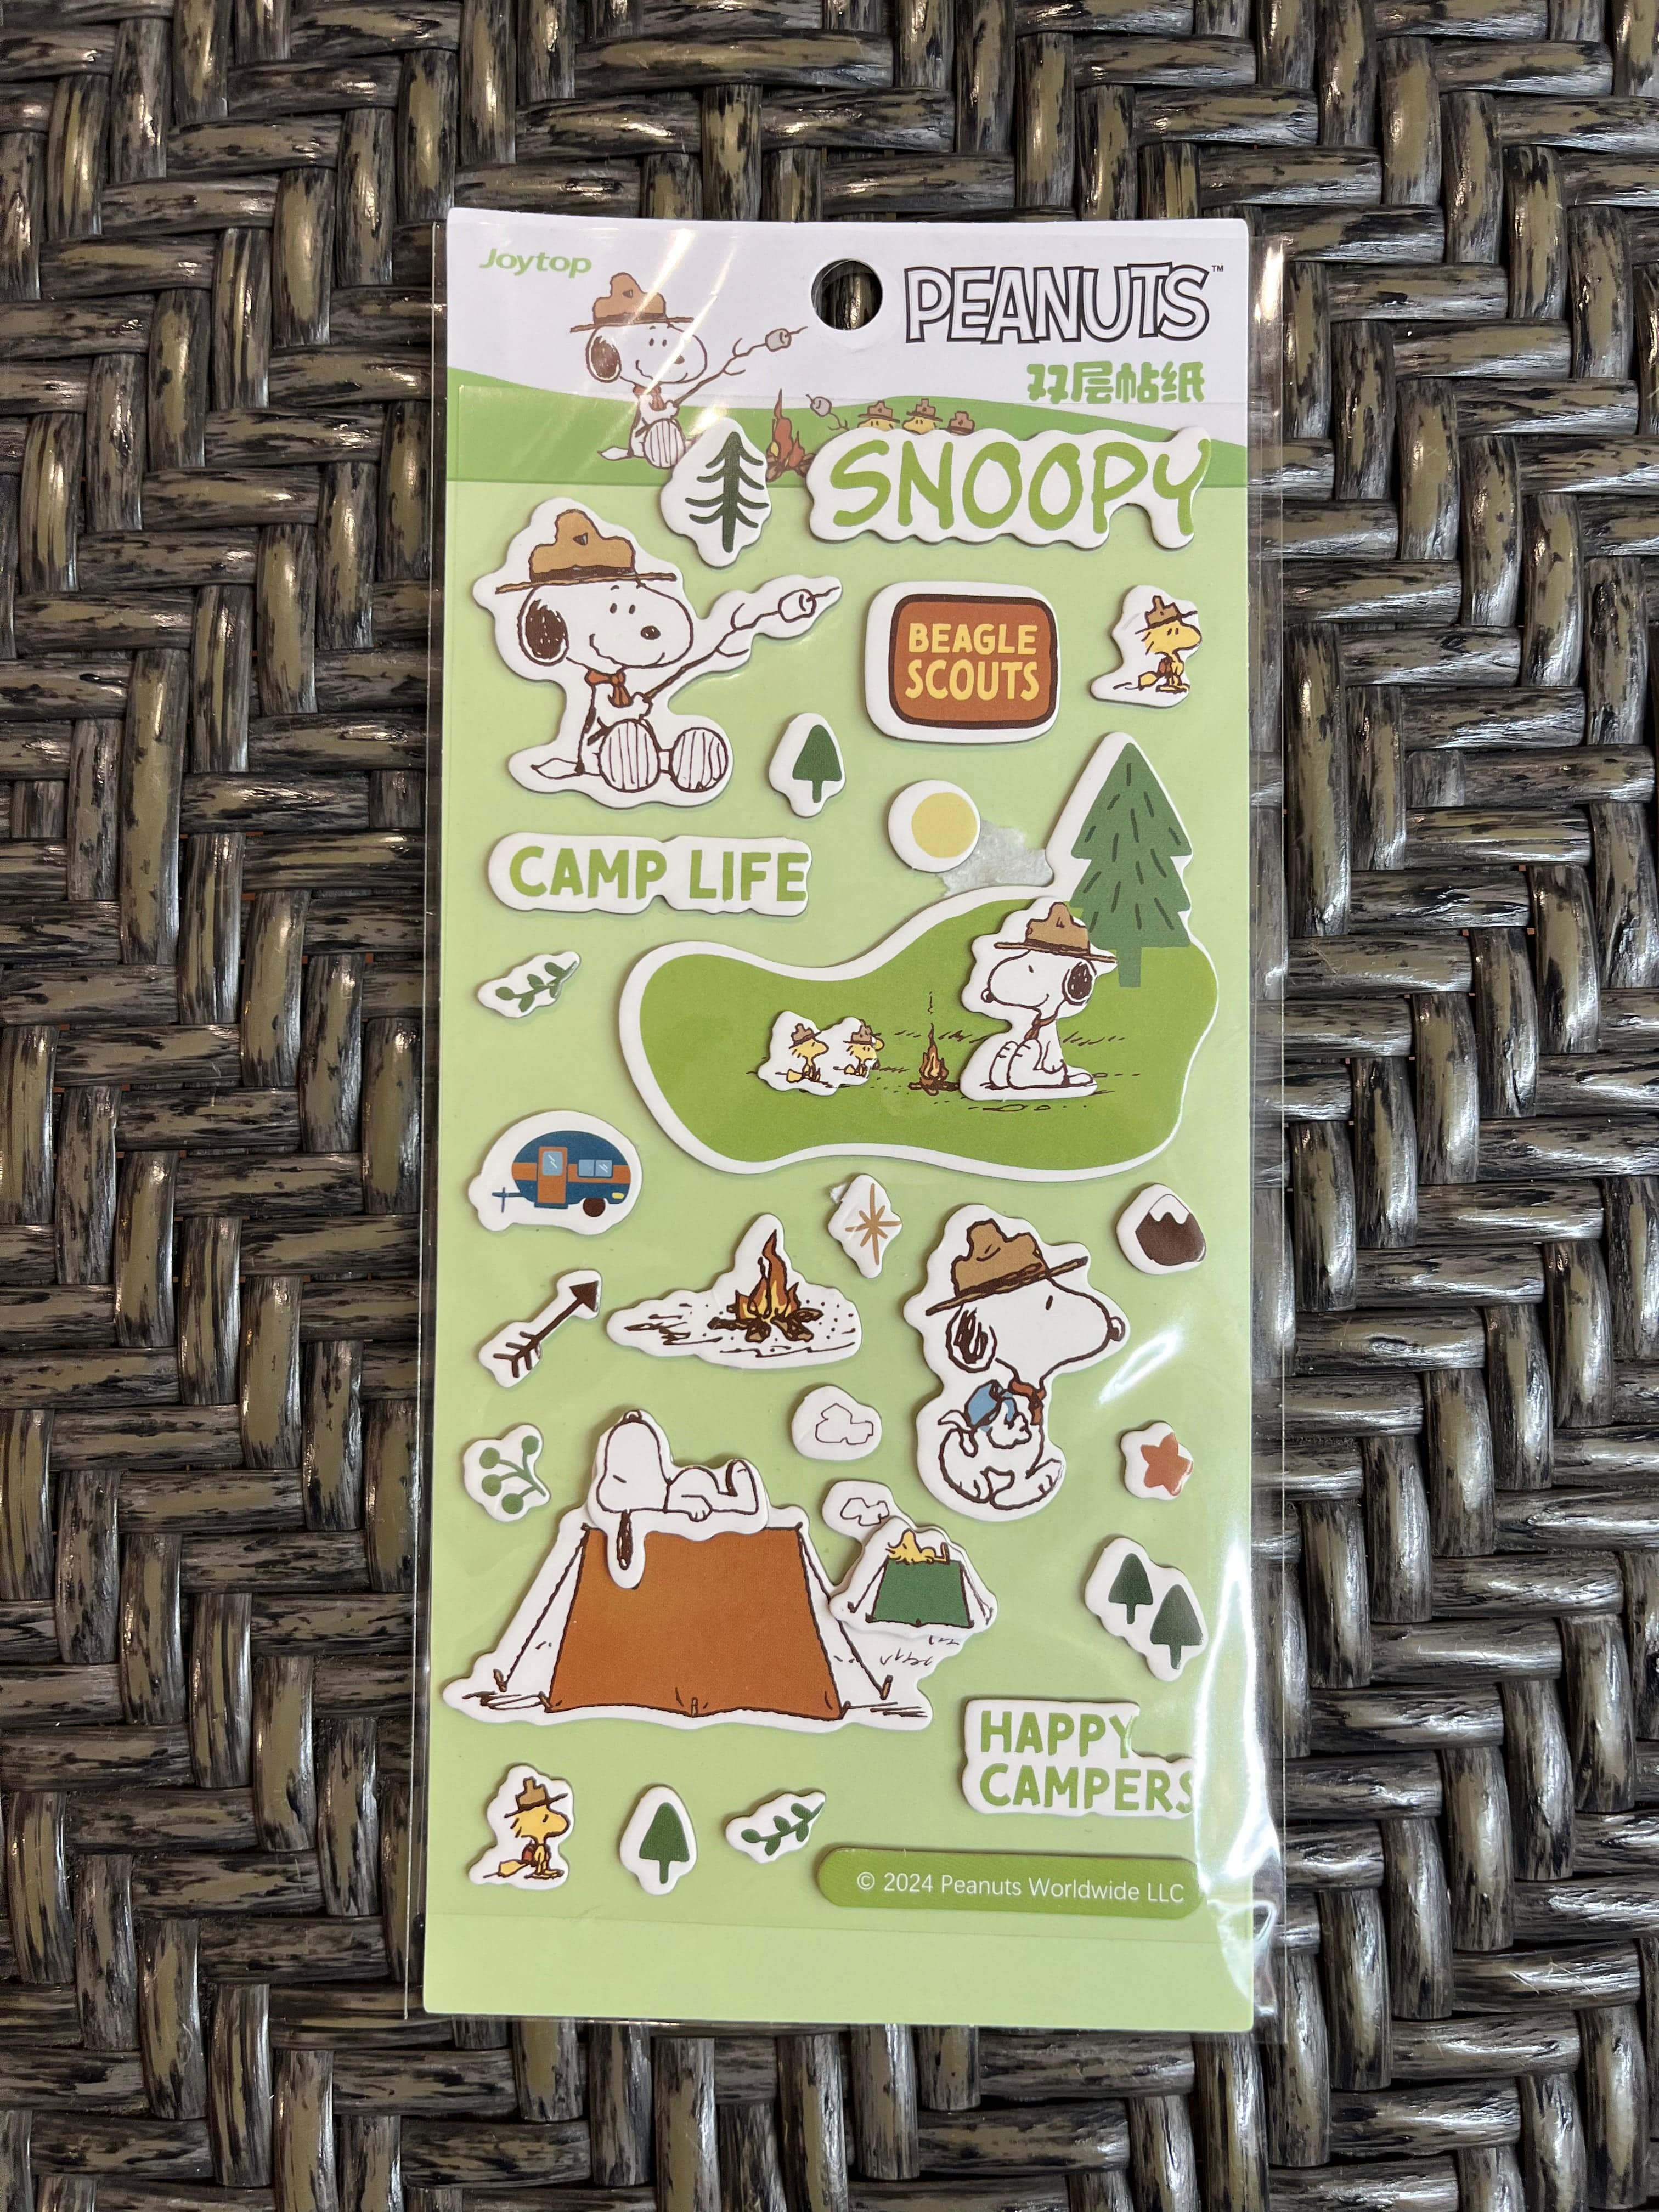 Joytop
PEANUTS™
双层帖纸
SNOOPY
BEAGLE
SCOUTS
CAMP LIFE
HAPPY
CAMPERS
© 2024 Peanuts Worldwide LLC